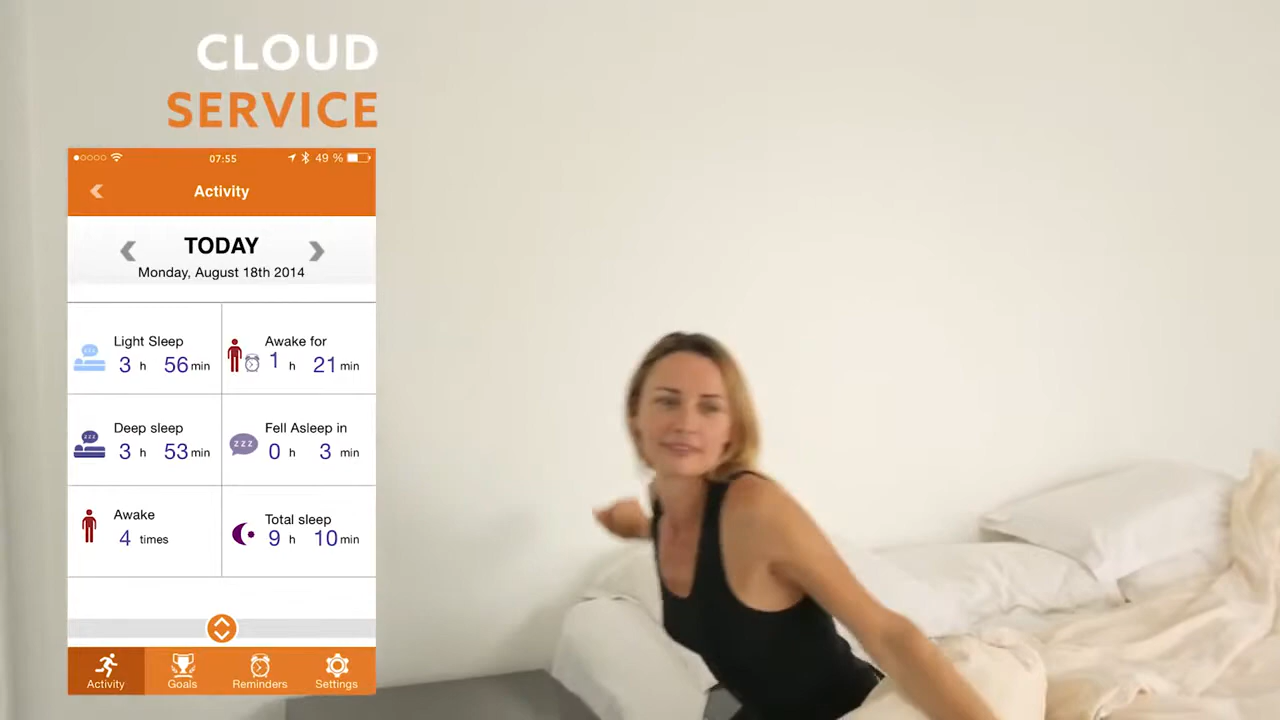 CLOUD
SERVICE
07:55
49 %
Activity
TODAY
Monday, August 18th 2014
Light Sleep
3 h 56 min
Awake for
1 h 21 min
Deep sleep
3 h 53 min
Fell Asleep in
0 h 3 min
Awake
4 times
Total sleep
9 h 10 min
Activity
Goals
Reminders
Settings